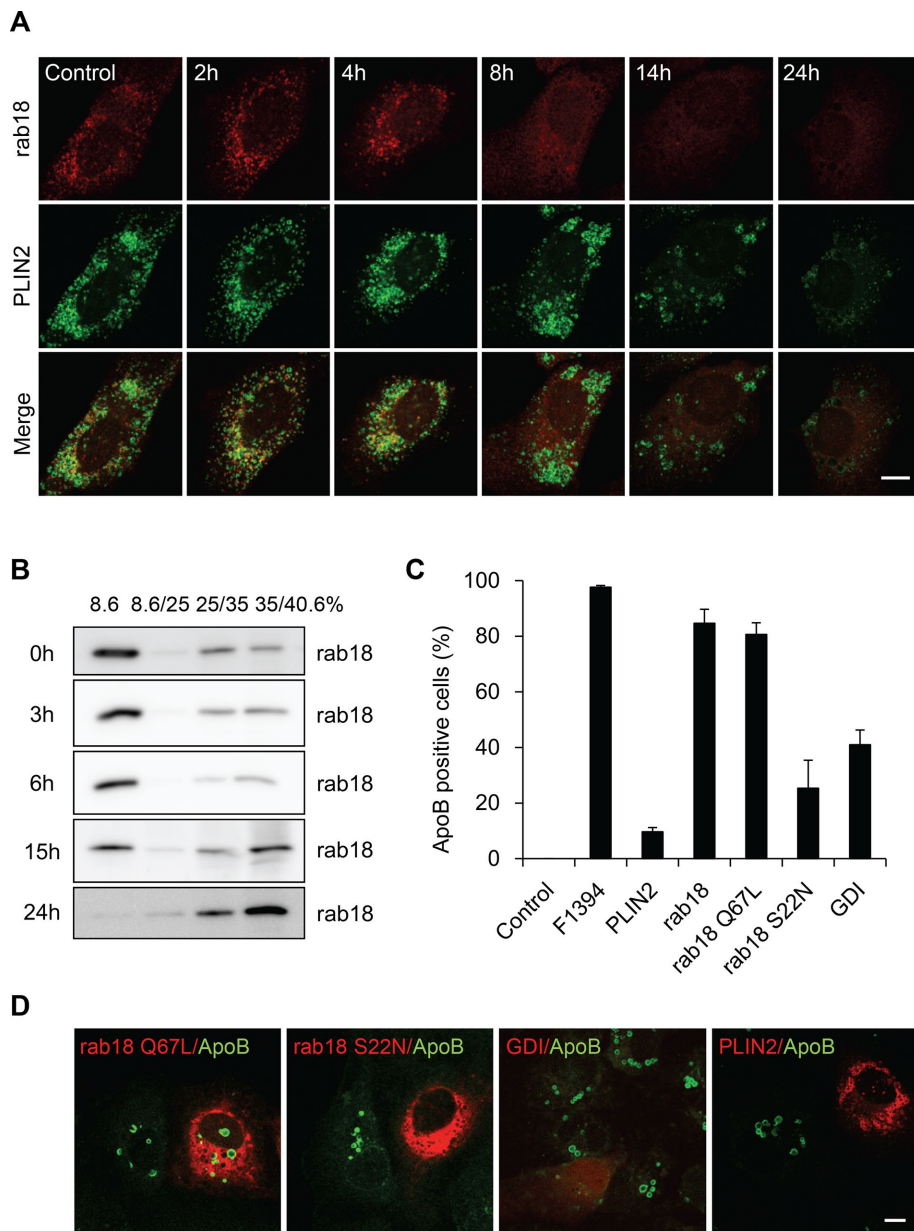 A
Control 2h 4h 8h 14h 24h
rab18
PLIN2
Merge
B
8.6 8.6/25 25/35 35/40.6%
0h rab18
3h rab18
6h rab18
15h rab18
24h rab18
C
ApoB positive cells (%)
100
80
60
40
20
0
Control F1394 PLIN2 rab18 rab18 Q67L rab18 S22N GDI
D
rab18 Q67L/ApoB rab18 S22N/ApoB GDI/ApoB PLIN2/ApoB